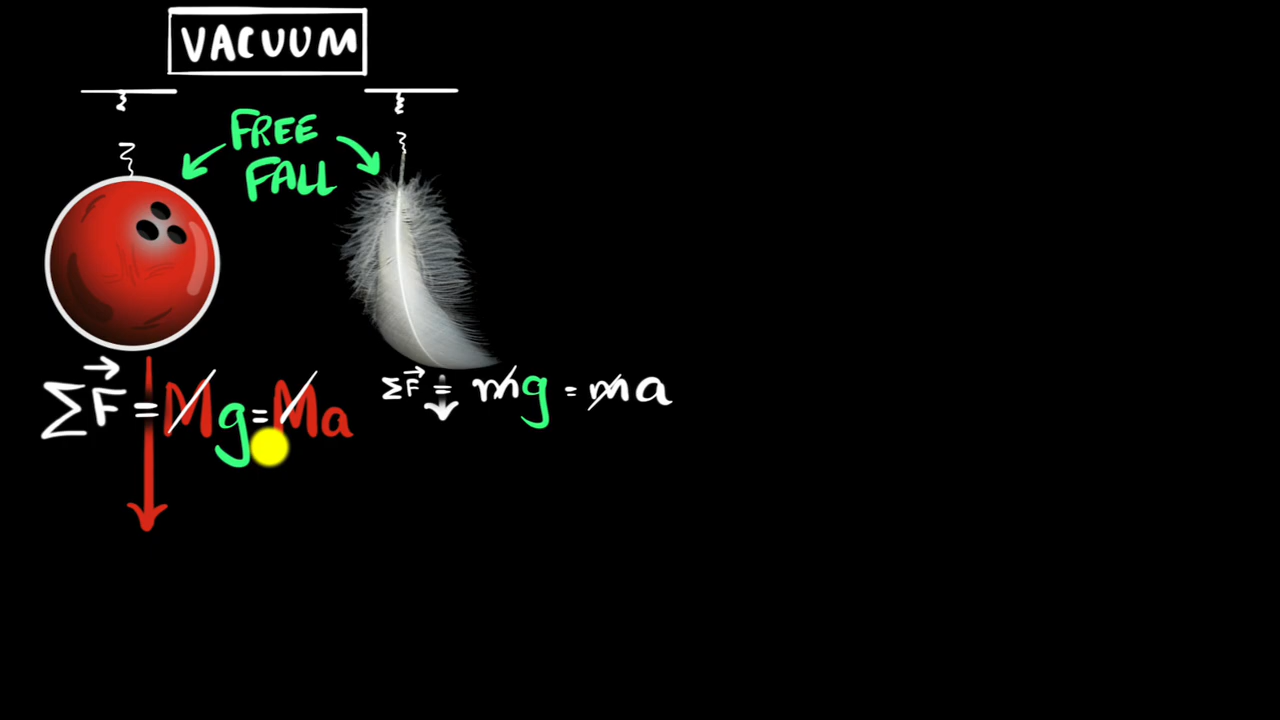 VACUUM
FREE
FALL
ΣF⃗ = Mg = Ma
ΣF⃗ = mg = ma